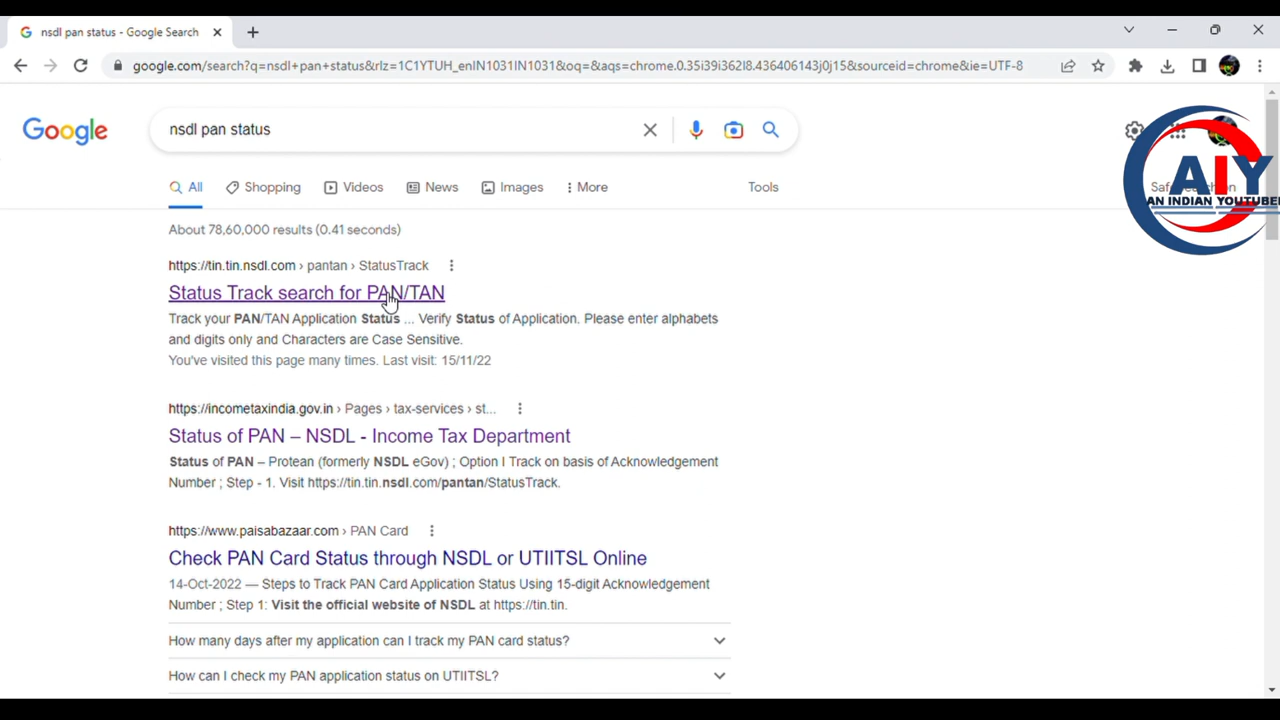 nsdl pan status - Google Search
google.com/search?q=nsdl+pan+status&rlz=1C1YTUH_enIN1031IN1031&oq=&aqs=chrome.0.35i39i362l8.436406143j0j15&sourceid=chrome&ie=UTF-8
Google
nsdl pan status
All Shopping Videos News Images More Tools
AIY
AN INDIAN YOUTUBER
About 78,60,000 results (0.41 seconds)
https://tin.tin.nsdl.com › pantan › StatusTrack
Status Track search for PAN/TAN
Track your PAN/TAN Application Status ... Verify Status of Application. Please enter alphabets
and digits only and Characters are Case Sensitive.
You've visited this page many times. Last visit: 15/11/22
https://incometaxindia.gov.in › Pages › tax-services › st...
Status of PAN – NSDL - Income Tax Department
Status of PAN – Protean (formerly NSDL eGov) ; Option I Track on basis of Acknowledgement
Number ; Step - 1. Visit https://tin.tin.nsdl.com/pantan/StatusTrack.
https://www.paisabazaar.com › PAN Card
Check PAN Card Status through NSDL or UTIITSL Online
14-Oct-2022 — Steps to Track PAN Card Application Status Using 15-digit Acknowledgement
Number ; Step 1: Visit the official website of NSDL at https://tin.tin.
How many days after my application can I track my PAN card status?
How can I check my PAN application status on UTIITSL?